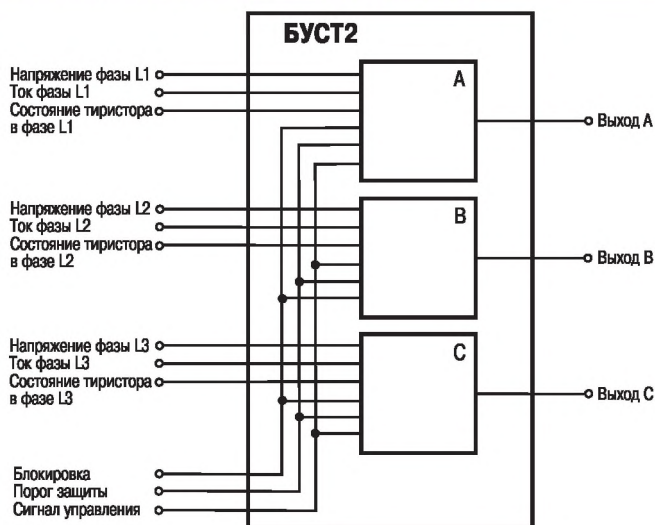 БУСТ2
Напряжение фазы L1
Ток фазы L1
Состояние тиристора
в фазе L1
A
Выход A
Напряжение фазы L2
Ток фазы L2
Состояние тиристора
в фазе L2
B
Выход B
Напряжение фазы L3
Ток фазы L3
Состояние тиристора
в фазе L3
C
Выход C
Блокировка
Порог защиты
Сигнал управления